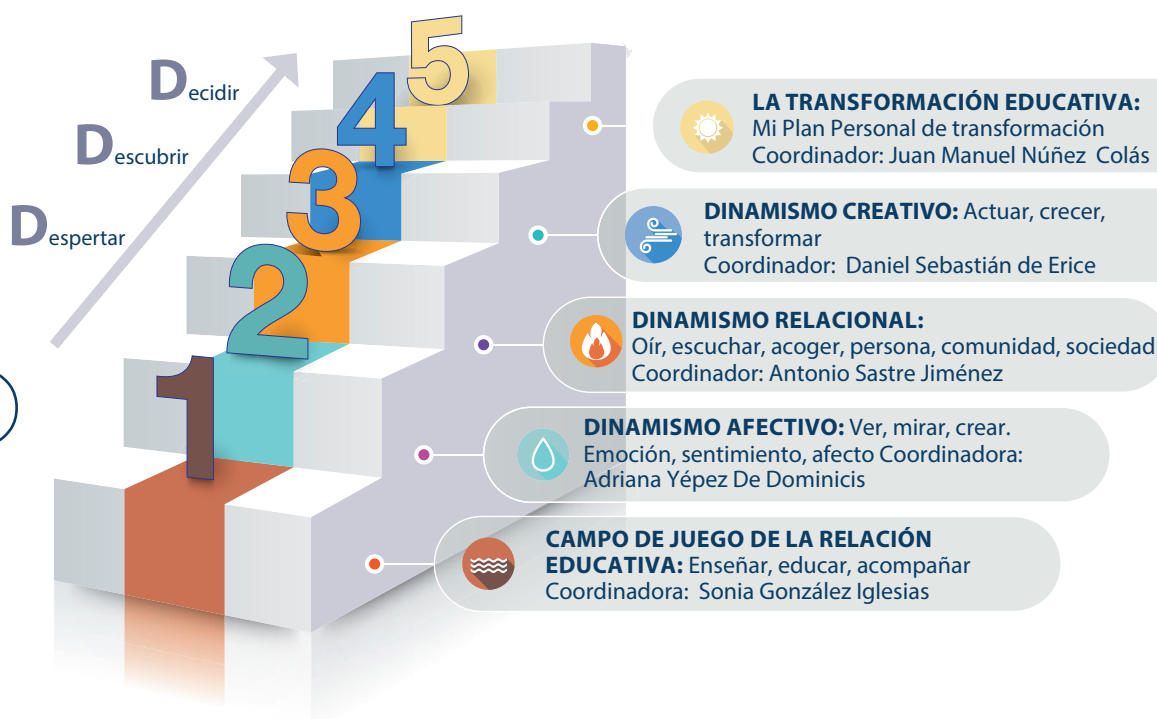 Decidir
Descubrir
Despertar
5
4
3
2
1
LA TRANSFORMACIÓN EDUCATIVA:
Mi Plan Personal de transformación
Coordinador: Juan Manuel Núñez Colás
DINAMISMO CREATIVO: Actuar, crecer,
transformar
Coordinador: Daniel Sebastián de Erice
DINAMISMO RELACIONAL:
Oír, escuchar, acoger, persona, comunidad, sociedad
Coordinador: Antonio Sastre Jiménez
DINAMISMO AFECTIVO: Ver, mirar, crear.
Emoción, sentimiento, afecto Coordinadora:
Adriana Yépez De Dominicis
CAMPO DE JUEGO DE LA RELACIÓN
EDUCATIVA: Enseñar, educar, acompañar
Coordinadora: Sonia González Iglesias